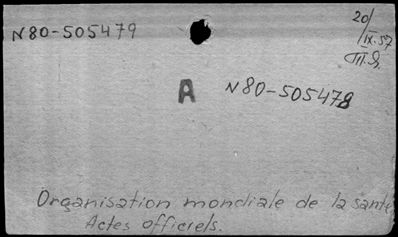 N80-505479
20/IX.57
A N80-505478
Organisation mondiale de la santé
Actes officiels.